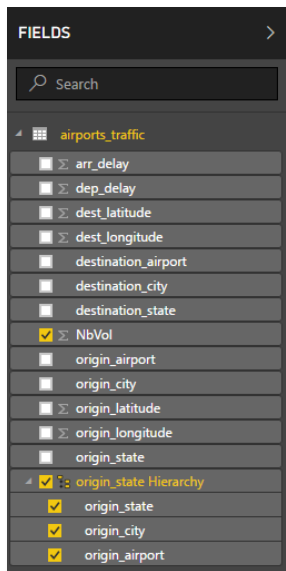 FIELDS
Search
airports_traffic
Σ arr_delay
Σ dep_delay
Σ dest_latitude
Σ dest_longitude
destination_airport
destination_city
destination_state
Σ NbVol
origin_airport
origin_city
Σ origin_latitude
Σ origin_longitude
origin_state
origin_state Hierarchy
origin_state
origin_city
origin_airport